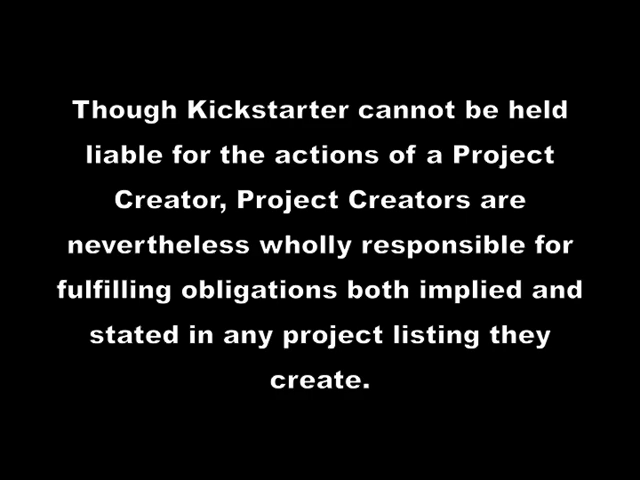 Though Kickstarter cannot be held
liable for the actions of a Project
Creator, Project Creators are
nevertheless wholly responsible for
fulfilling obligations both implied and
stated in any project listing they
create.